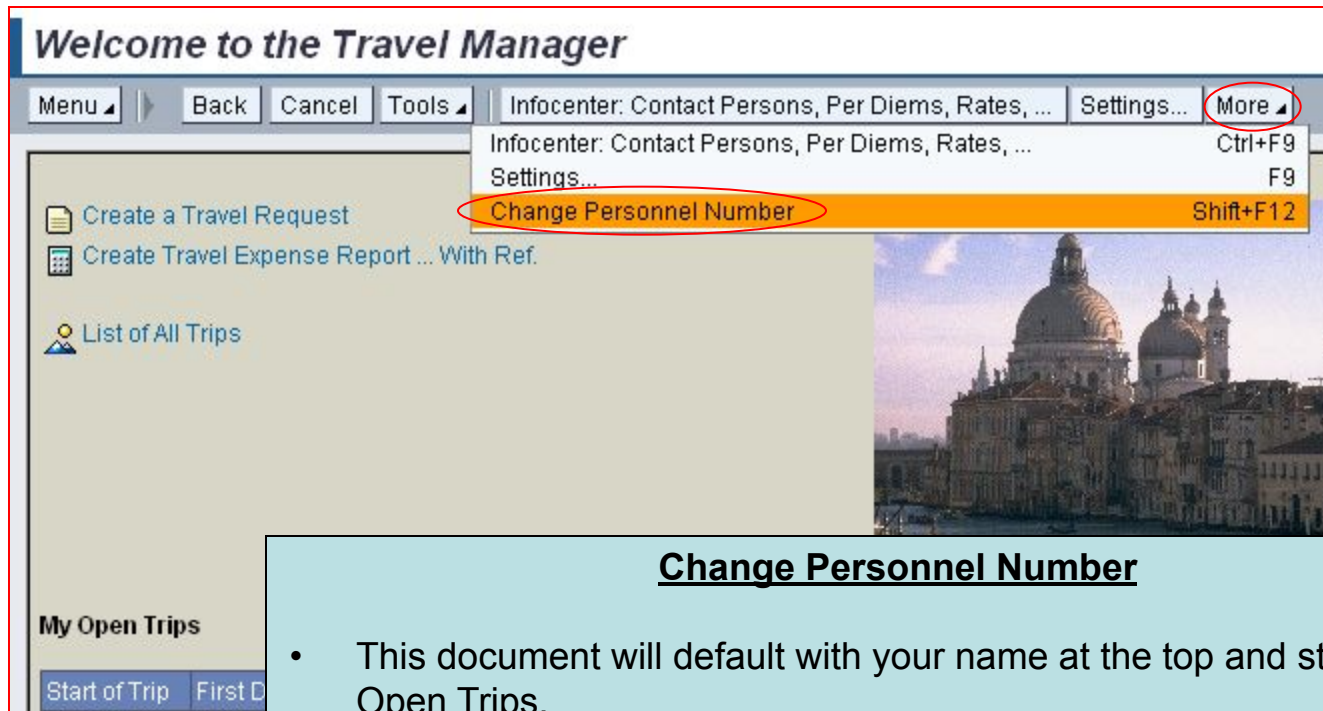 Welcome to the Travel Manager
Menu Back Cancel Tools Infocenter: Contact Persons, Per Diems, Rates, ... Settings... More
Infocenter: Contact Persons, Per Diems, Rates, ... Ctrl+F9
Settings... F9
Change Personnel Number Shift+F12
Create a Travel Request
Create Travel Expense Report ... With Ref.
List of All Trips
Change Personnel Number
My Open Trips
• This document will default with your name at the top and st
Start of Trip First D
Open Trips.